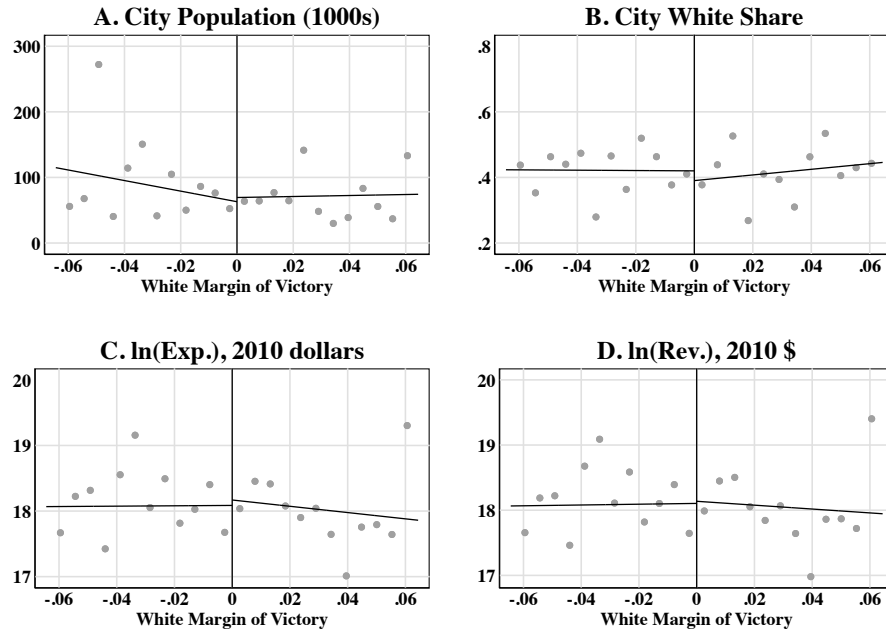 A. City Population (1000s)
300
200
100
0
-.06 -.04 -.02 0 .02 .04 .06
White Margin of Victory
B. City White Share
.8
.6
.4
.2
-.06 -.04 -.02 0 .02 .04 .06
White Margin of Victory
C. ln(Exp.), 2010 dollars
20
19
18
17
-.06 -.04 -.02 0 .02 .04 .06
White Margin of Victory
D. ln(Rev.), 2010 $
20
19
18
17
-.06 -.04 -.02 0 .02 .04 .06
White Margin of Victory